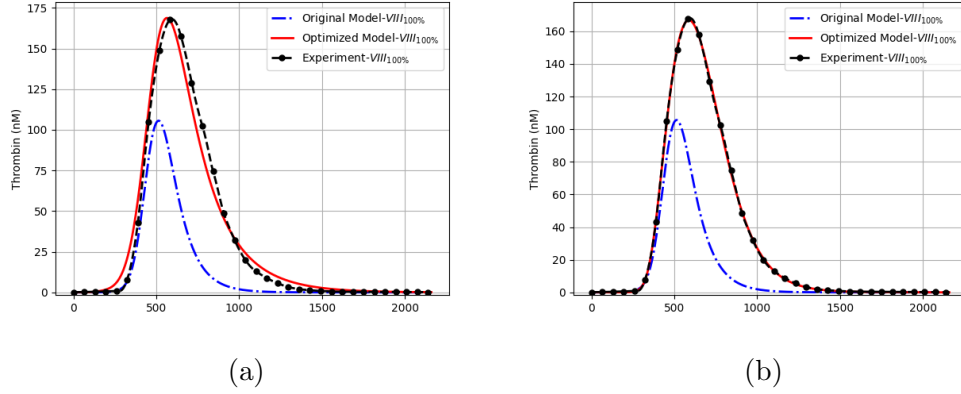 175
150
125
100
75
50
25
0
Thrombin (nM)
0 500 1000 1500 2000
Original Model-VIII100%
Optimized Model-VIII100%
Experiment-VIII100%
(a)
160
140
120
100
80
60
40
20
0
Thrombin (nM)
0 500 1000 1500 2000
Original Model-VIII100%
Optimized Model-VIII100%
Experiment-VIII100%
(b)